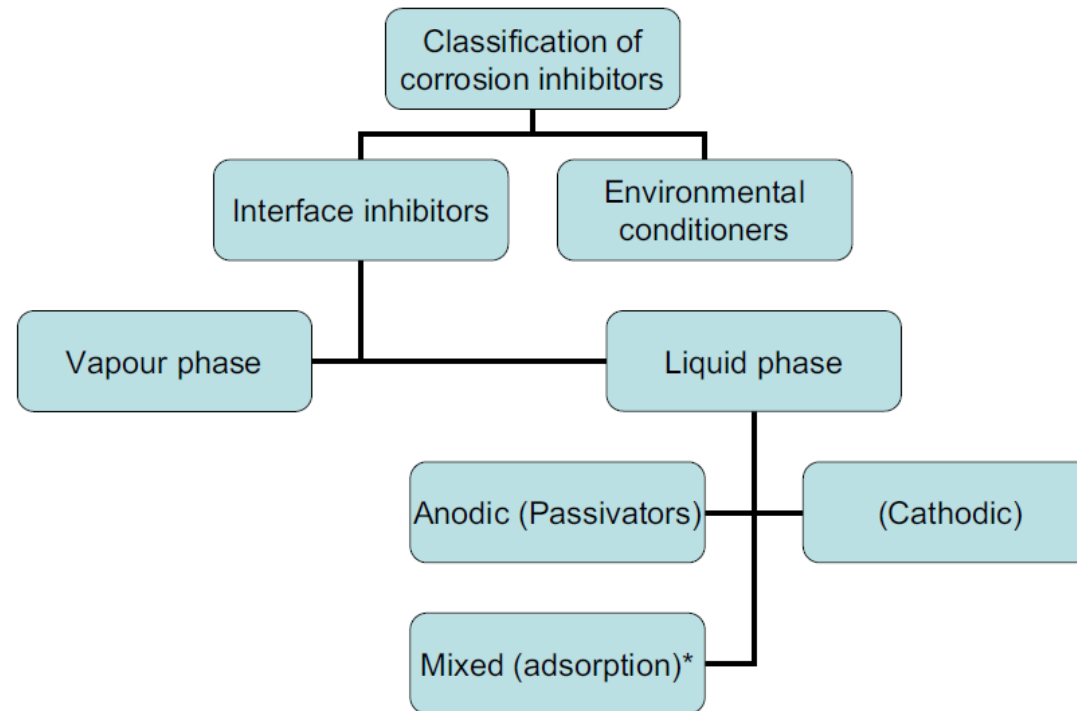 Classification of
corrosion inhibitors
Interface inhibitors
Environmental
conditioners
Vapour phase
Liquid phase
Anodic (Passivators)
(Cathodic)
Mixed (adsorption)*